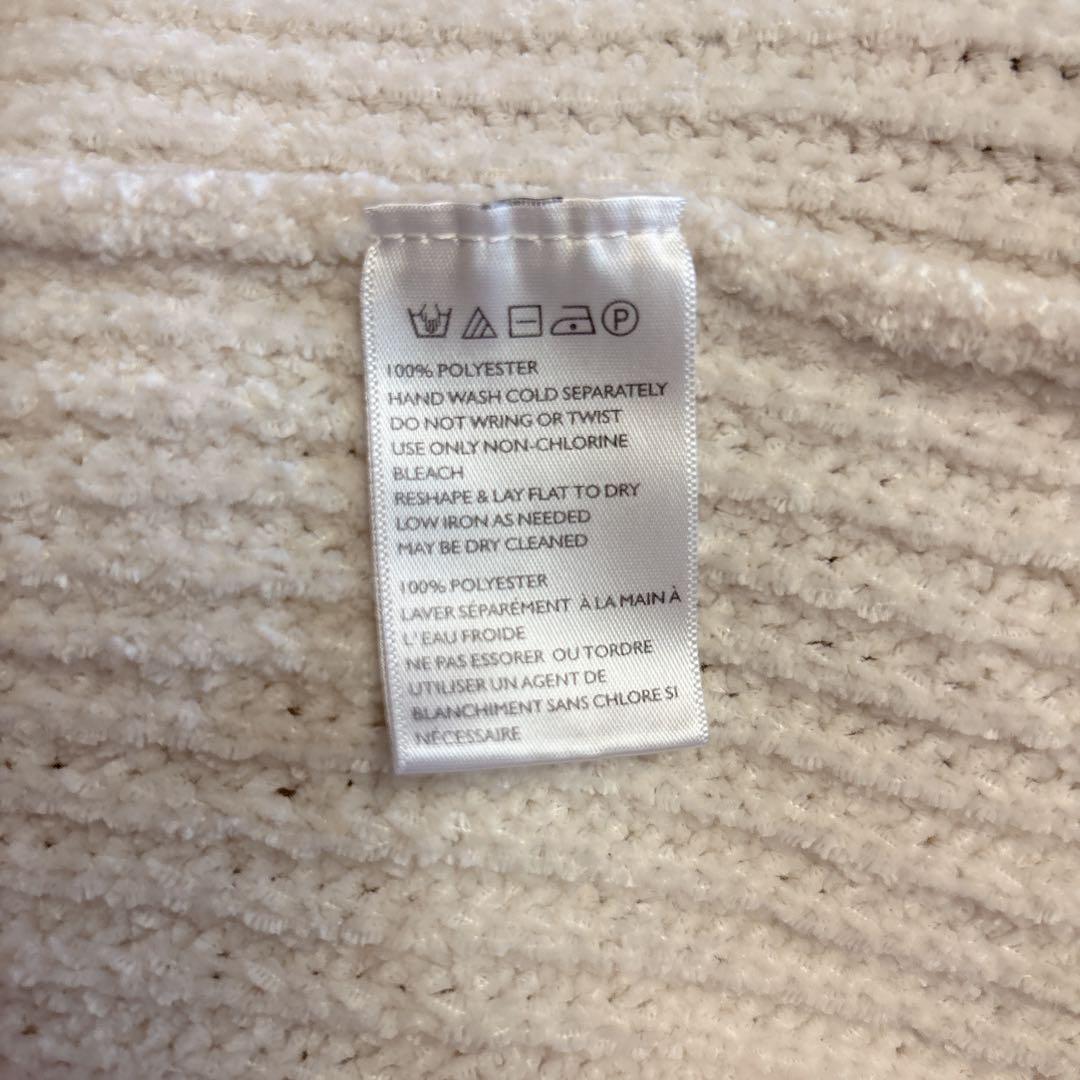 P
100% POLYESTER
HAND WASH COLD SEPARATELY
DO NOT WRING OR TWIST
USE ONLY NON-CHLORINE
BLEACH
RESHAPE & LAY FLAT TO DRY
LOW IRON AS NEEDED
MAY BE DRY CLEANED
100% POLYESTER
LAVER SÉPARÉMENT À LA MAIN À
L'EAU FROIDE
NE PAS ESSORER OU TORDRE
UTILISER UN AGENT DE
BLANCHIMENT SANS CHLORE SI
NÉCESSAIRE